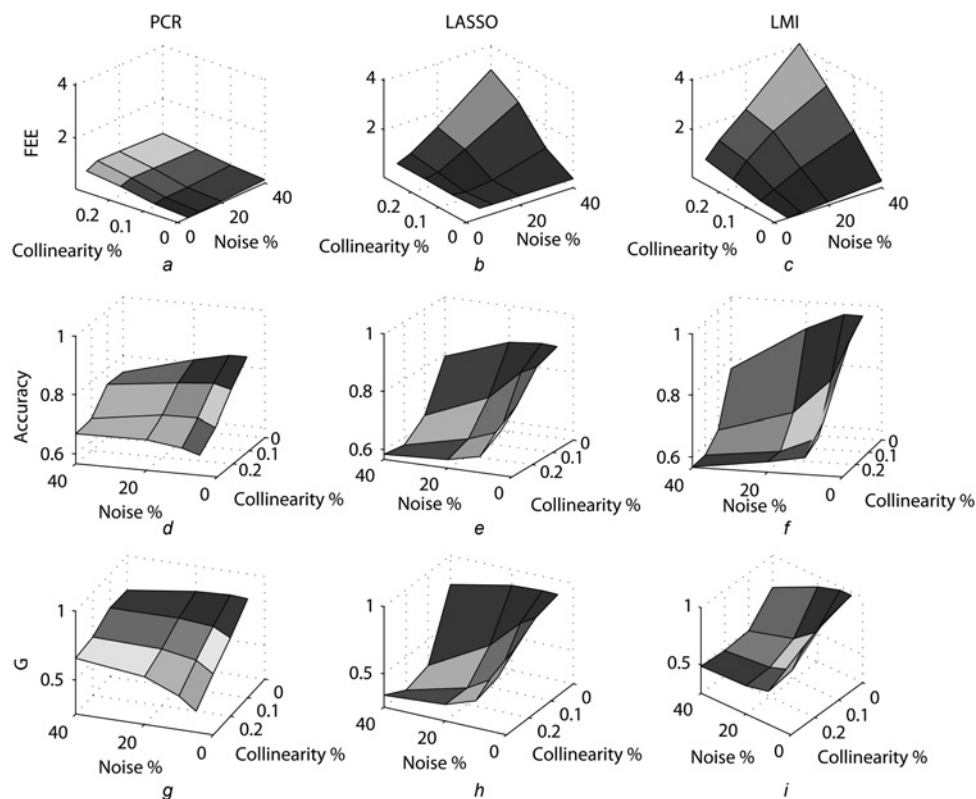 PCR LASSO LMI
4 4 4
2 2 2
FEE
0.2 0.1 0 0 20 40
0.2 0.1 0 0 20 40
0.2 0.1 0 0 20 40
Collinearity % Noise % Collinearity % Noise % Collinearity % Noise %
a b c
1 1 1
0.8 0.8 0.8
0.6 0.6 0.6
Accuracy
40 20 0 0.2 0.1 0
40 20 0 0.2 0.1 0
40 20 0 0.2 0.1 0
Noise % Collinearity % Noise % Collinearity % Noise % Collinearity %
d e f
1 1 1
0.5 0.5 0.5
G
40 20 0 0.2 0.1 0
40 20 0 0.2 0.1 0
40 20 0 0.2 0.1 0
Noise % Collinearity % Noise % Collinearity % Noise % Collinearity %
g h i